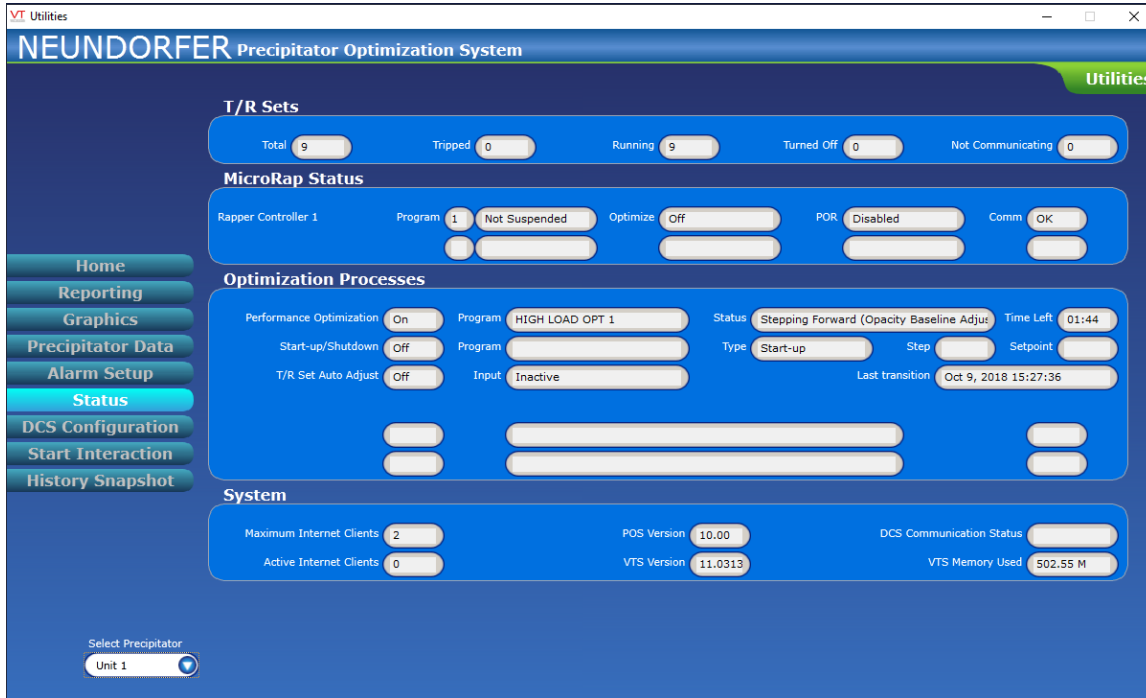 VT Utilities
NEUNDORFER Precipitator Optimization System
Utilities
T/R Sets
Total 9 Tripped 0 Running 9 Turned Off 0 Not Communicating 0
MicroRap Status
Rapper Controller 1 Program 1 Not Suspended Optimize Off POR Disabled Comm OK
Home
Reporting
Graphics
Precipitator Data
Alarm Setup
Status
DCS Configuration
Start Interaction
History Snapshot
Optimization Processes
Performance Optimization On Program HIGH LOAD OPT 1 Status Stepping Forward (Opacity Baseline Adjus Time Left 01:44
Start-up/Shutdown Off Program Type Start-up Step Setpoint
T/R Set Auto Adjust Off Input Inactive Last transition Oct 9, 2018 15:27:36
System
Maximum Internet Clients 2 POS Version 10.00 DCS Communication Status
Active Internet Clients 0 VTS Version 11.0313 VTS Memory Used 502.55 M
Select Precipitator
Unit 1